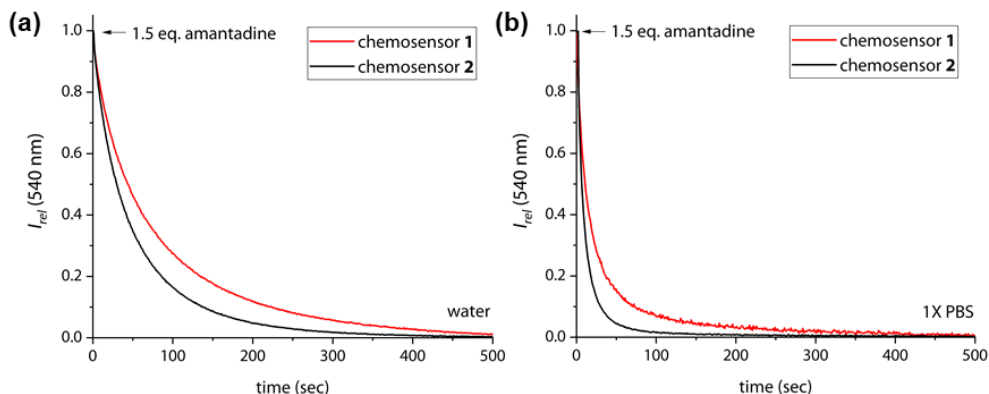 (a)
1.5 eq. amantadine
chemosensor 1
chemosensor 2
1.0
0.8
0.6
0.4
0.2
0.0
I_rel (540 nm)
water
0 100 200 300 400 500
time (sec)
(b)
1.5 eq. amantadine
chemosensor 1
chemosensor 2
1.0
0.8
0.6
0.4
0.2
0.0
I_rel (540 nm)
1X PBS
0 100 200 300 400 500
time (sec)